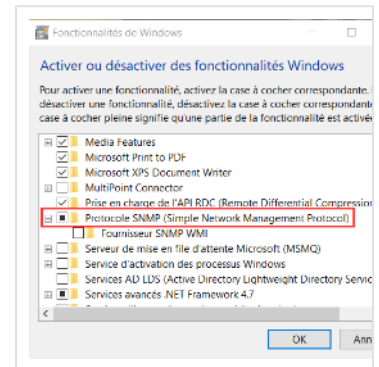 Fonctionnalités de Windows
Activer ou désactiver des fonctionnalités Windows
Pour activer une fonctionnalité, activez la case à cocher correspondante.
désactiver une fonctionnalité, désactivez la case à cocher correspondant
case à cocher pleine signifie qu'une partie de la fonctionnalité est activé
Media Features
Microsoft Print to PDF
Microsoft XPS Document Writer
MultiPoint Connector
Prise en charge de l'API RDC (Remote Differential Compression
Protocole SNMP (Simple Network Management Protocol)
Fournisseur SNMP WMI
Serveur de mise en file d'attente Microsoft (MSMQ)
Service d'activation des processus Windows
Services AD LDS (Active Directory Lightweight Directory Servic
Services avancés .NET Framework 4.7
OK
Ann